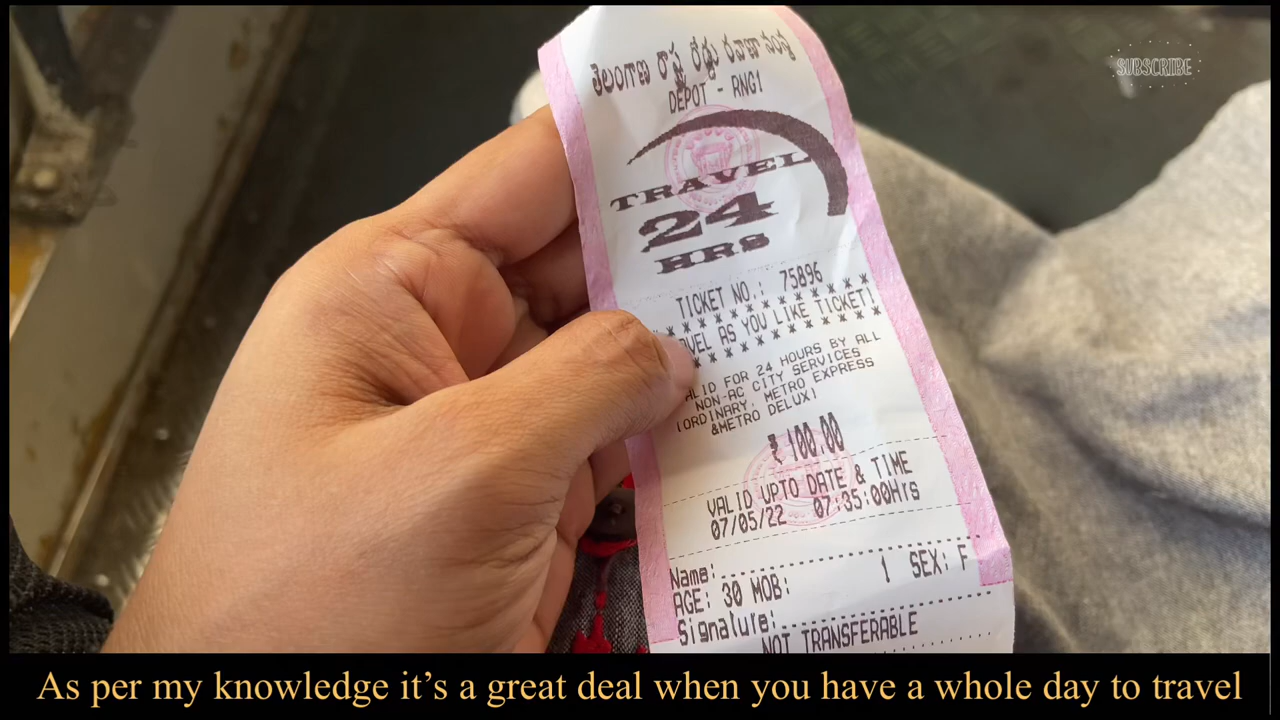 తెలంగాణ రాష్ట్ర రోడ్డు రవాణా సంస్థ
DEPOT - RNG1
TRAVEL
24
HRS
TICKET NO.: 75896
* * * * * * * * * * * *
VEL AS YOU LIKE TICKET!
* * * * * * * * * * *
ALID FOR 24 HOURS BY ALL
NON-AC CITY SERVICES
(ORDINARY, METRO EXPRESS
&METRO DELUX)
₹ 100.00
VALID UPTO DATE & TIME
07/05/22 07:35:00Hrs
Name:
1 SEX: F
AGE: 30 MOB:
Signature:
NOT TRANSFERABLE
SUBSCRIBE
As per my knowledge it’s a great deal when you have a whole day to travel